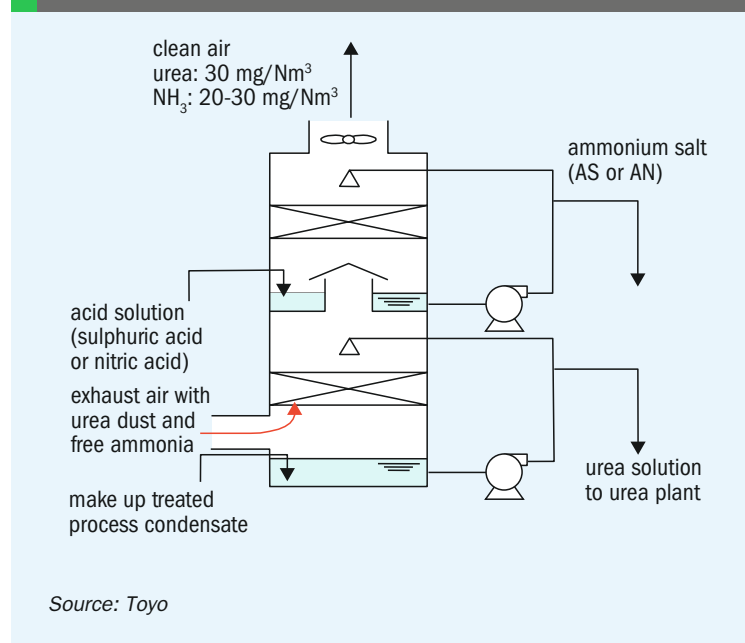 clean air
urea: 30 mg/Nm³
NH₃: 20-30 mg/Nm³
ammonium salt
(AS or AN)
acid solution
(sulphuric acid
or nitric acid)
exhaust air with
urea dust and
free ammonia
make up treated
process condensate
urea solution
to urea plant
Source: Toyo